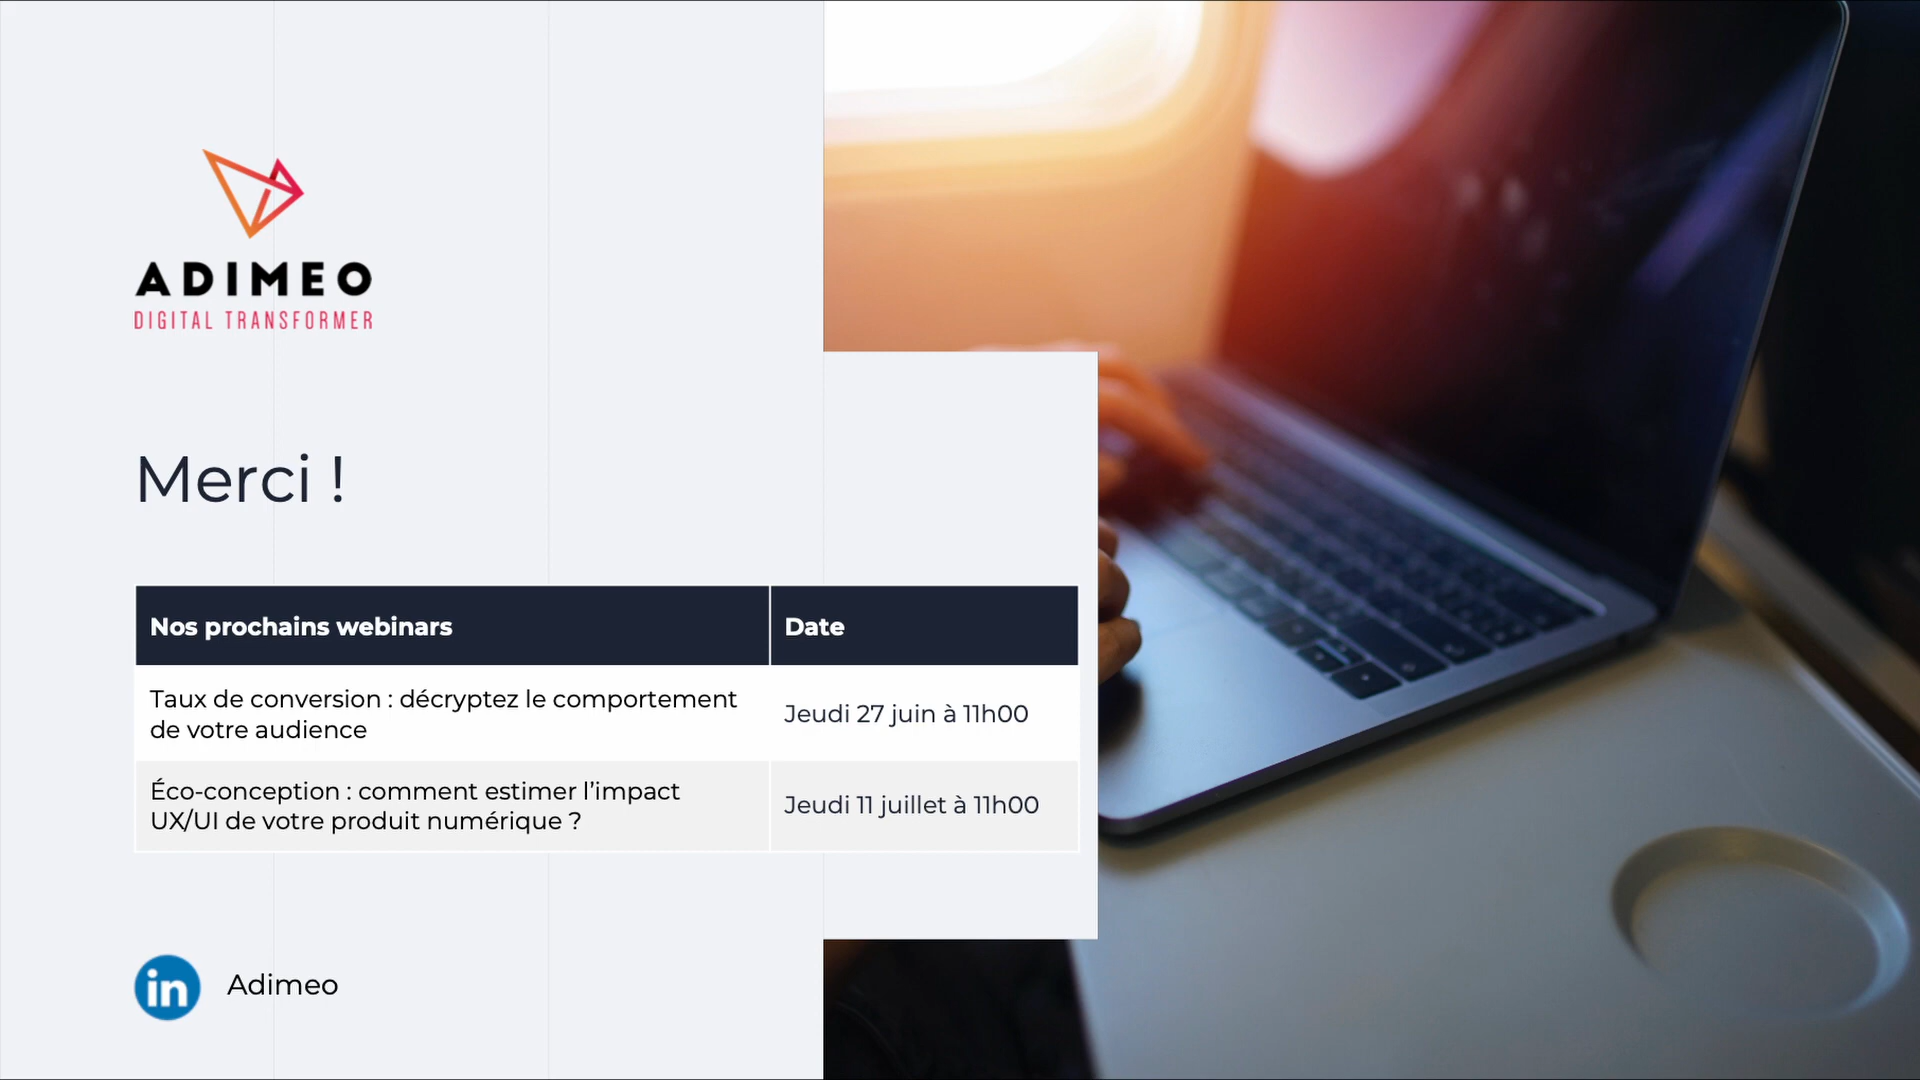 ADIMEO
DIGITAL TRANSFORMER
Merci !
Nos prochains webinars
Date
Taux de conversion : décryptez le comportement
de votre audience
Jeudi 27 juin à 11h00
Éco-conception : comment estimer l’impact
UX/UI de votre produit numérique ?
Jeudi 11 juillet à 11h00
in
Adimeo